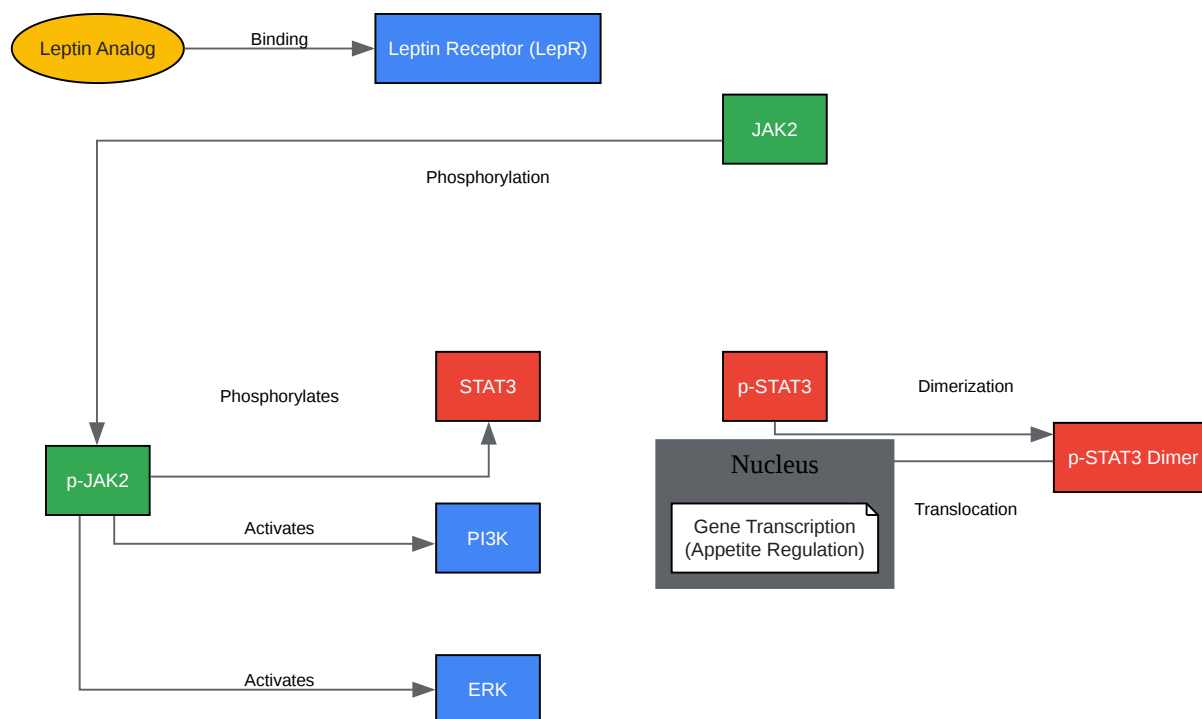 Leptin Analog
Binding
Leptin Receptor (LepR)
JAK2
Phosphorylation
STAT3
p-STAT3
Phosphorylates
Dimerization
p-STAT3 Dimer
Nucleus
p-JAK2
Translocation
Activates
PI3K
Gene Transcription
(Appetite Regulation)
Activates
ERK